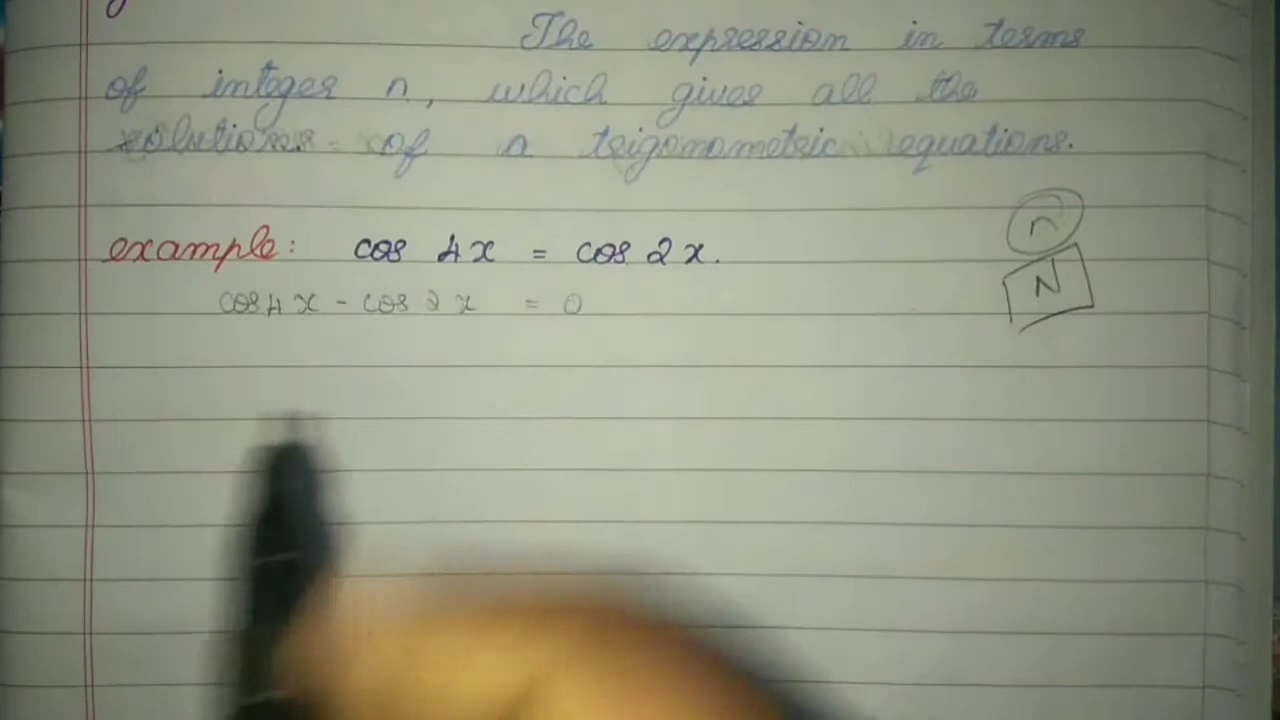 The expression in terms
of integer n, which gives all the
solutions of a trigonometric equations.
n
example: cos 4x = cos 2x.
N
cos 4x - cos 2x = 0